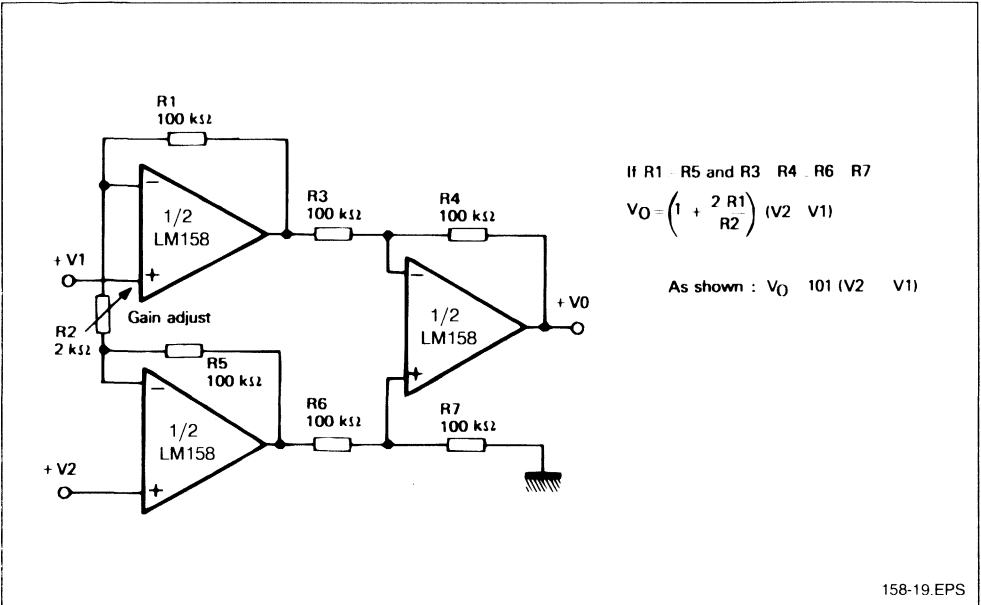 R1
100 kΩ
−
1/2
LM158
+
+ V1
R2
2 kΩ
Gain adjust
R3
100 kΩ
R4
100 kΩ
−
1/2
LM158
+
+ V0
R5
100 kΩ
−
1/2
LM158
+
+ V2
R6
100 kΩ
R7
100 kΩ
If R1 R5 and R3 R4 R6 R7
VO = (1 + 2 R1 / R2) (V2 V1)
As shown : VO 101 (V2 V1)
158-19.EPS